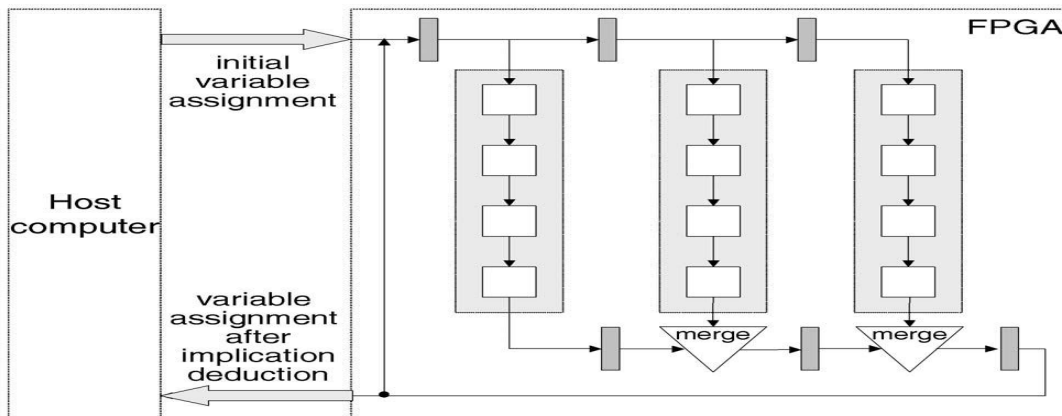 FPGA
initial
variable
assignment
Host
computer
variable
assignment
after
implication
deduction
merge
merge